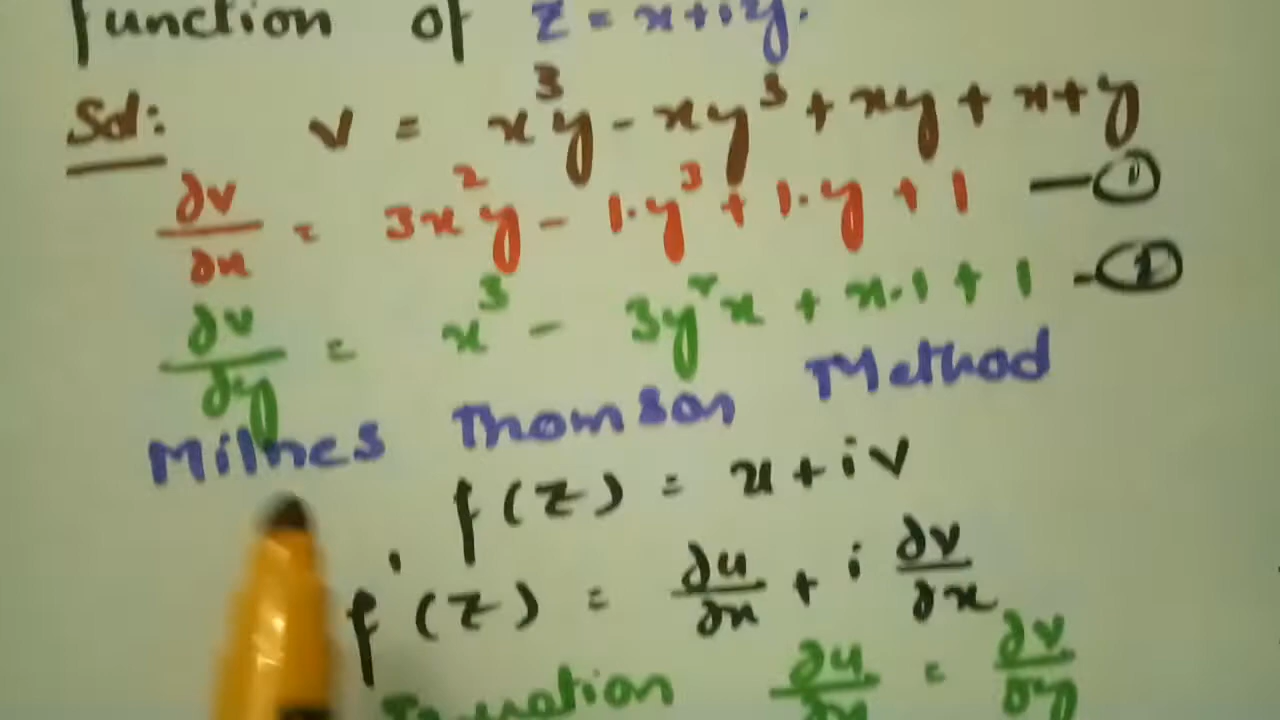 function of z = x+iy.
Sol: v = x³y - xy³ + xy + x+y
∂v/∂x = 3x²y - 1.y³ + 1.y + 1 — ①
∂v/∂y = x³ - 3y²x + x.1 + 1 - ②
Milnes Thomson Method
f(z) = u + iv
f'(z) = ∂u/∂x + i ∂v/∂x
∂u/∂x = ∂v/∂y